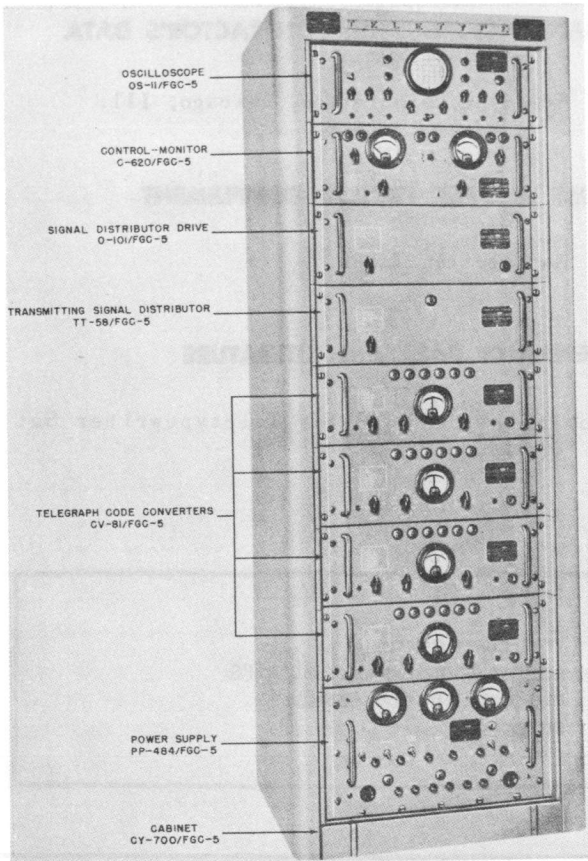 TELETYPE
OSCILLOSCOPE
OS-11/FGC-5
CONTROL-MONITOR
C-620/FGC-5
SIGNAL DISTRIBUTOR DRIVE
O-101/FGC-5
TRANSMITTING SIGNAL DISTRIBUTOR
TT-58/FGC-5
TELEGRAPH CODE CONVERTERS
CV-81/FGC-5
POWER SUPPLY
PP-484/FGC-5
CABINET
CY-700/FGC-5